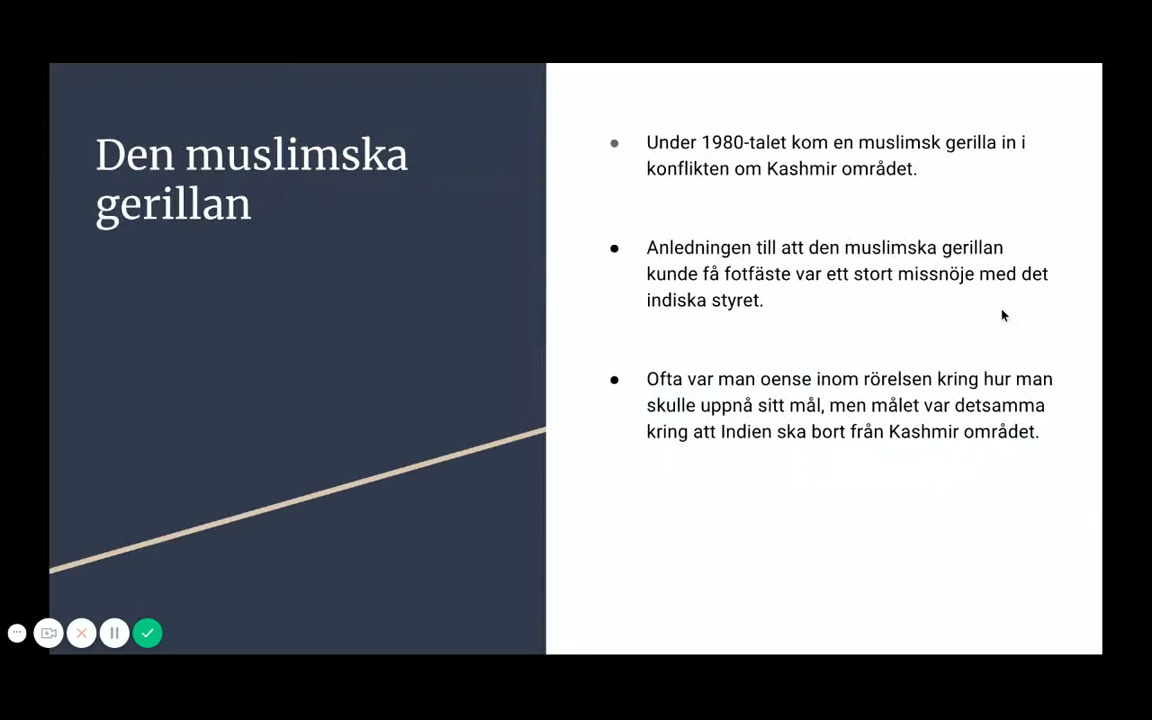 Den muslimska
gerillan
Under 1980-talet kom en muslimsk gerilla in i
konflikten om Kashmir området.
Anledningen till att den muslimska gerillan
kunde få fotfäste var ett stort missnöje med det
indiska styret.
Ofta var man oense inom rörelsen kring hur man
skulle uppnå sitt mål, men målet var detsamma
kring att Indien ska bort från Kashmir området.